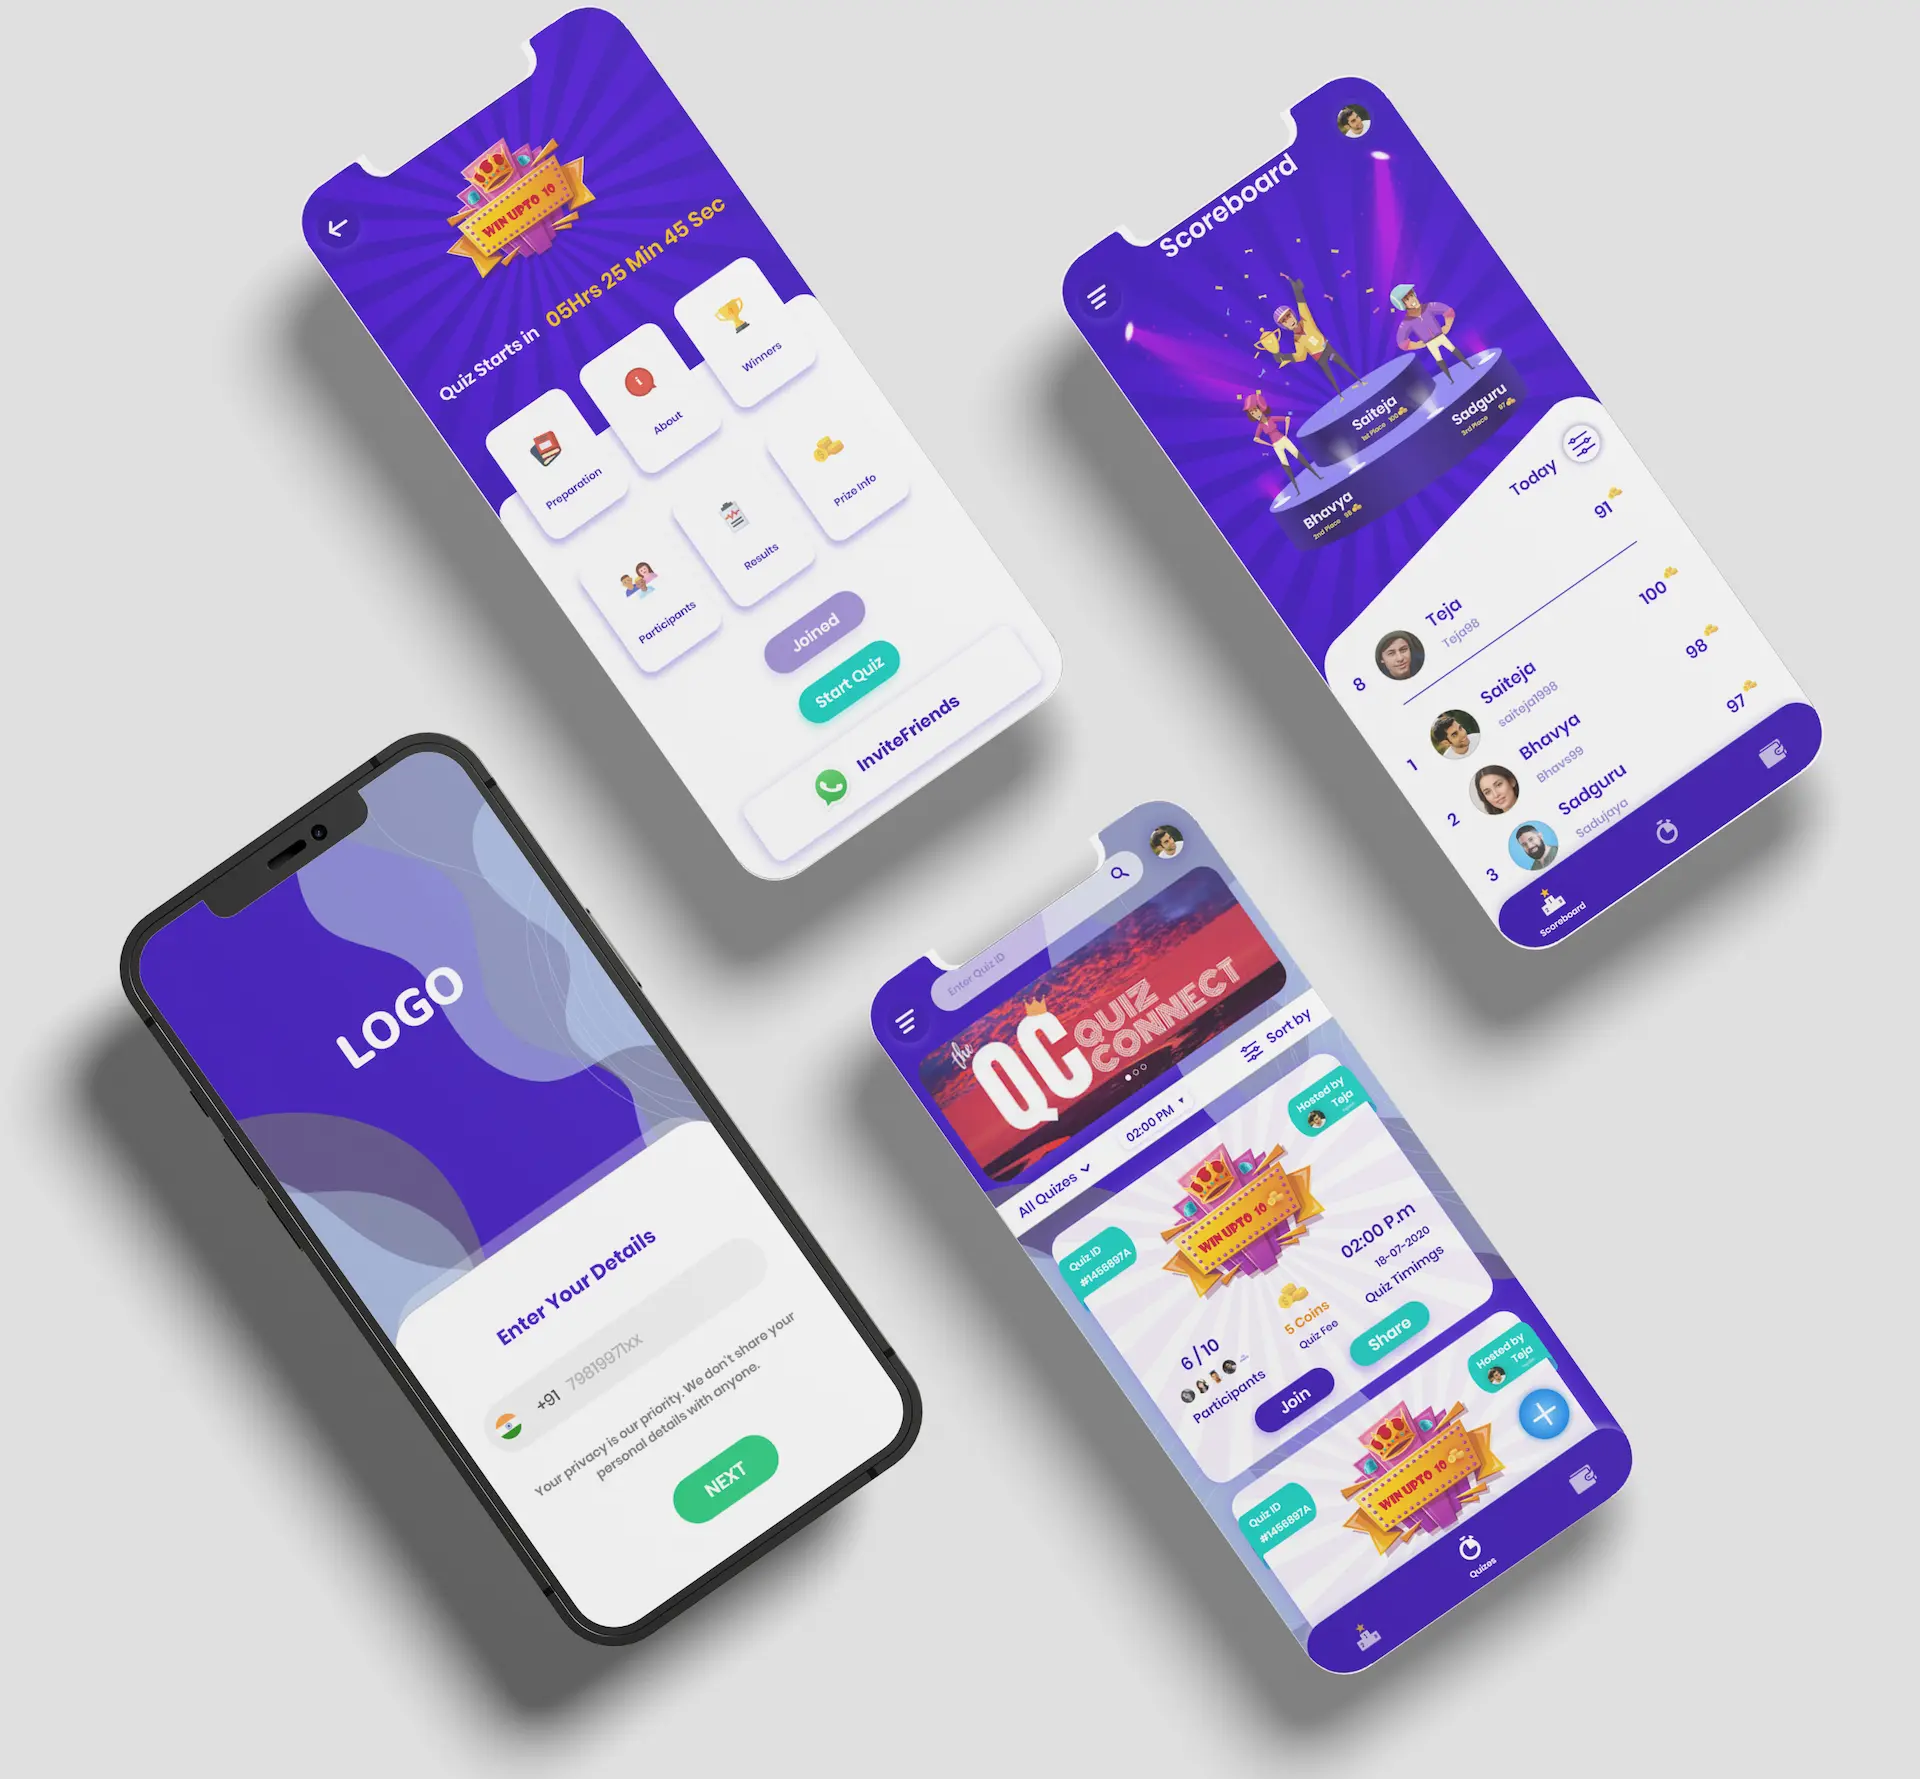 WIN UPTO 10
Quiz Starts in 05Hrs 25 Min 45 Sec
Preparation
About
Winners
Participants
Results
Prize Info
Joined
Start Quiz
InviteFriends
Scoreboard
Saiteja
1st Place 100
Sadguru
3rd Place 97
Bhavya
2nd Place 98
Today
8
Teja
Teja98
91
1
Saiteja
saiteja1998
100
2
Bhavya
Bhavs99
98
3
Sadguru
Sadujaya
97
Scoreboard
LOGO
Enter Your Details
+91 79819971xx
Your privacy is our priority. We don't share your
personal details with anyone.
NEXT
Enter Quiz ID
the
QC QUIZ
CONNECT
All Quizes
02:00 PM
Sort by
Hosted by
Teja
Quiz ID
#1456897A
WIN UPTO 10
02:00 P.m
18-07-2020
Quiz Timimgs
5 Coins
Quiz Fee
6/10
Participants
Join
Share
Hosted by
Teja
Quiz ID
#1456897A
WIN UPTO 10
Quizes